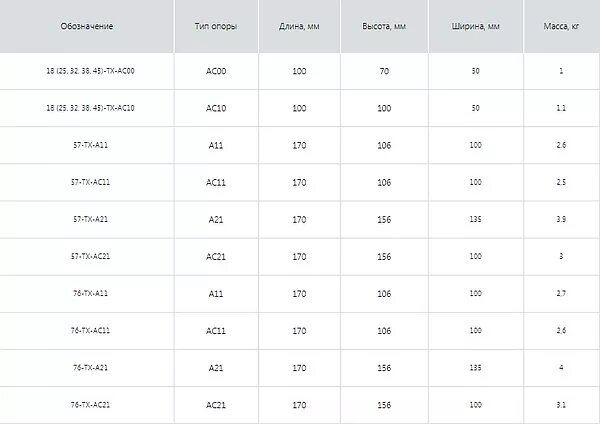 Обозначение Тип опоры Длина, мм Высота, мм Ширина, мм Масса, кг
18 (25, 32, 38, 45)-ТХ-АС00 АС00 100 70 50 1
18 (25, 32, 38, 45)-ТХ-АС10 АС10 100 100 50 1,1
57-ТХ-А11 А11 170 106 100 2,6
57-ТХ-АС11 АС11 170 106 100 2,5
57-ТХ-А21 А21 170 156 135 3,9
57-ТХ-АС21 АС21 170 156 100 3
76-ТХ-А11 А11 170 106 100 2,7
76-ТХ-АС11 АС11 170 106 100 2,6
76-ТХ-А21 А21 170 156 135 4
76-ТХ-АС21 АС21 170 156 100 3,1